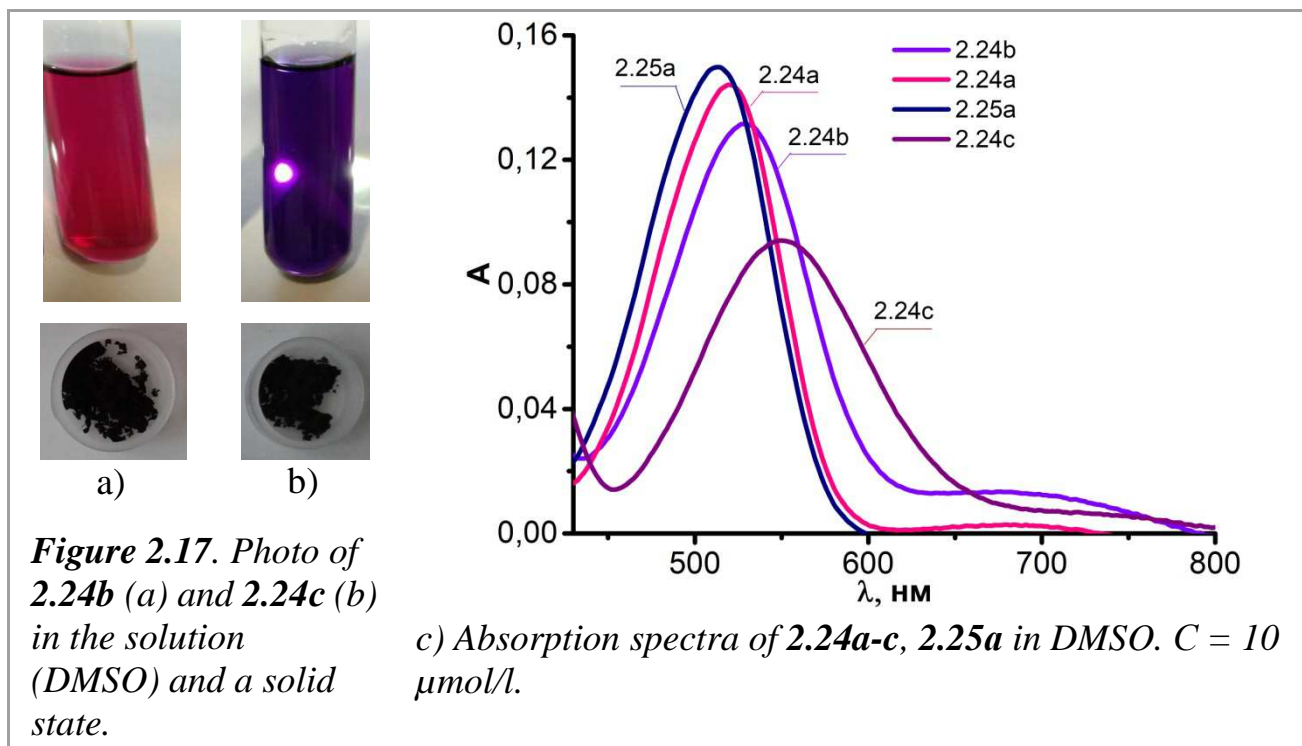 a)
b)
Figure 2.17. Photo of
2.24b (a) and 2.24c (b)
in the solution
(DMSO) and a solid
state.
0,16
0,12
0,08
0,04
0,00
A
2.25a
2.24a
2.24b
2.24c
2.24b
2.24a
2.25a
2.24c
500
600
700
800
λ, нм
c) Absorption spectra of 2.24a-c, 2.25a in DMSO. C = 10
μmol/l.